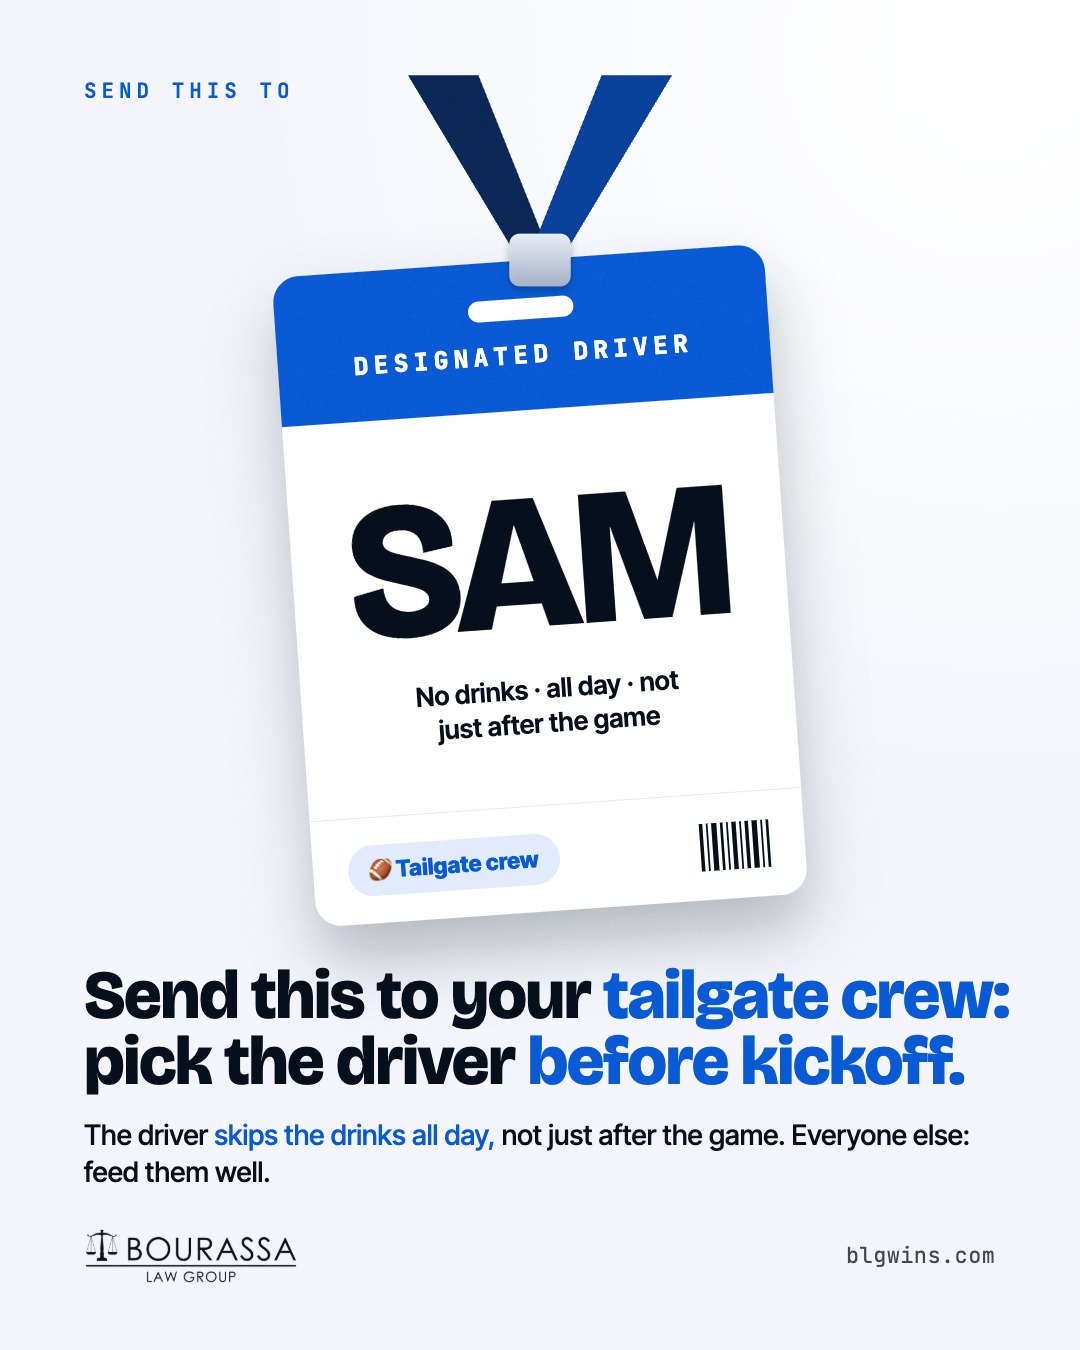 SEND THIS TO
DESIGNATED DRIVER
SAM
No drinks · all day · not
just after the game
🏈 Tailgate crew
Send this to your tailgate crew:
pick the driver before kickoff.
The driver skips the drinks all day, not just after the game. Everyone else:
feed them well.
BOURASSA
LAW GROUP
blgwins.com